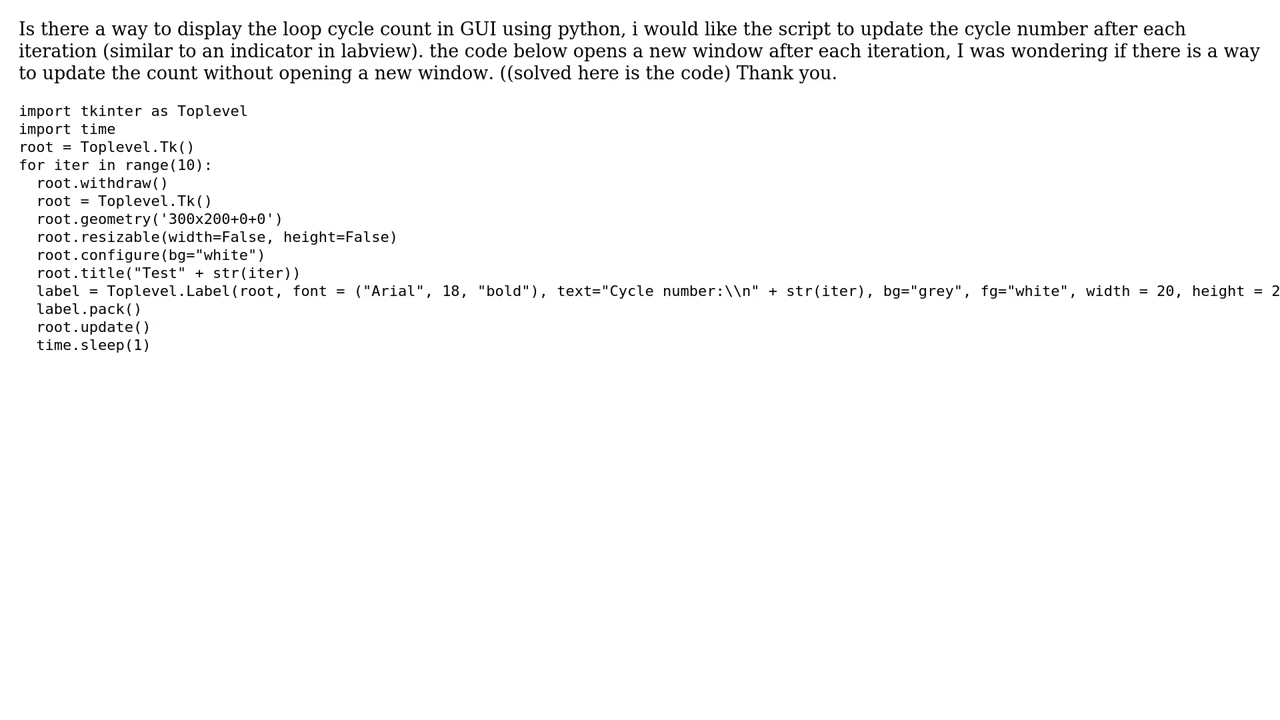 Is there a way to display the loop cycle count in GUI using python, i would like the script to update the cycle number after each
iteration (similar to an indicator in labview). the code below opens a new window after each iteration, I was wondering if there is a way
to update the count without opening a new window. ((solved here is the code) Thank you.
import tkinter as Toplevel
import time
root = Toplevel.Tk()
for iter in range(10):
  root.withdraw()
  root = Toplevel.Tk()
  root.geometry('300x200+0+0')
  root.resizable(width=False, height=False)
  root.configure(bg="white")
  root.title("Test" + str(iter))
  label = Toplevel.Label(root, font = ("Arial", 18, "bold"), text="Cycle number:\\n" + str(iter), bg="grey", fg="white", width = 20, height = 2
  label.pack()
  root.update()
  time.sleep(1)